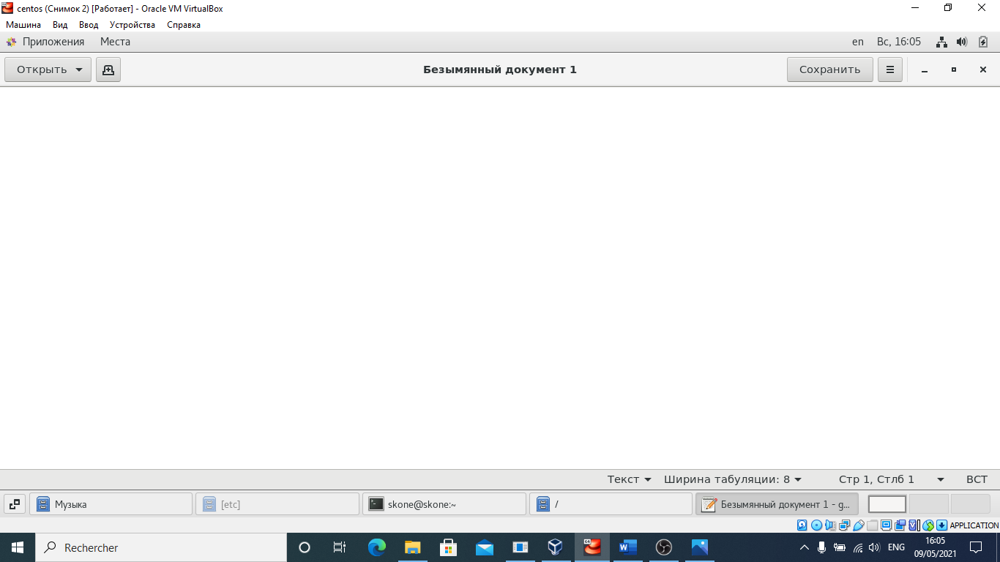 centos (Снимок 2) [Работает] - Oracle VM VirtualBox
Машина Вид Ввод Устройства Справка
Приложения Места en Вс, 16:05
Открыть Безымянный документ 1 Сохранить
Текст Ширина табуляции: 8 Стр 1, Стлб 1 ВСТ
Музыка [etc] skone@skone:~ / Безымянный документ 1 - g...
APPLICATION
Rechercher ENG 16:05
09/05/2021